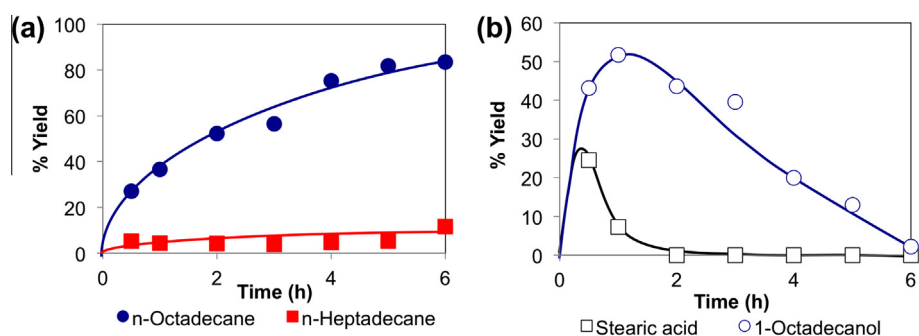 (a)
100
80
60
40
20
0
% Yield
0 2 4 6
Time (h)
n-Octadecane n-Heptadecane
(b)
60
50
40
30
20
10
0
% Yield
0 2 4 6
Time (h)
Stearic acid 1-Octadecanol